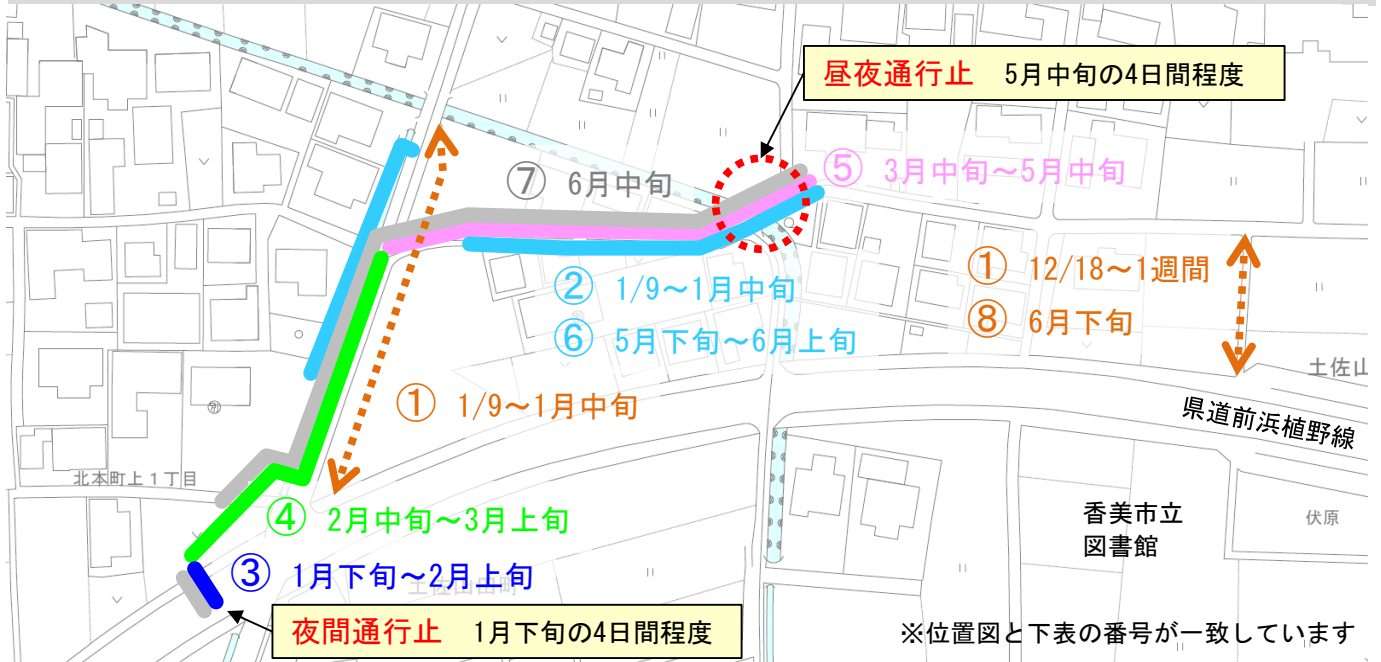 昼夜通行止 5月中旬の4日間程度
⑤ 3月中旬～5月中旬
⑦ 6月中旬
① 12/18～1週間
② 1/9～1月中旬
⑧ 6月下旬
⑥ 5月下旬～6月上旬
土佐山
① 1/9～1月中旬
県道前浜植野線
北本町上1丁目
④ 2月中旬～3月上旬
香美市立
図書館
伏原
③ 1月下旬～2月上旬
土佐山田町
夜間通行止 1月下旬の4日間程度
※位置図と下表の番号が一致しています